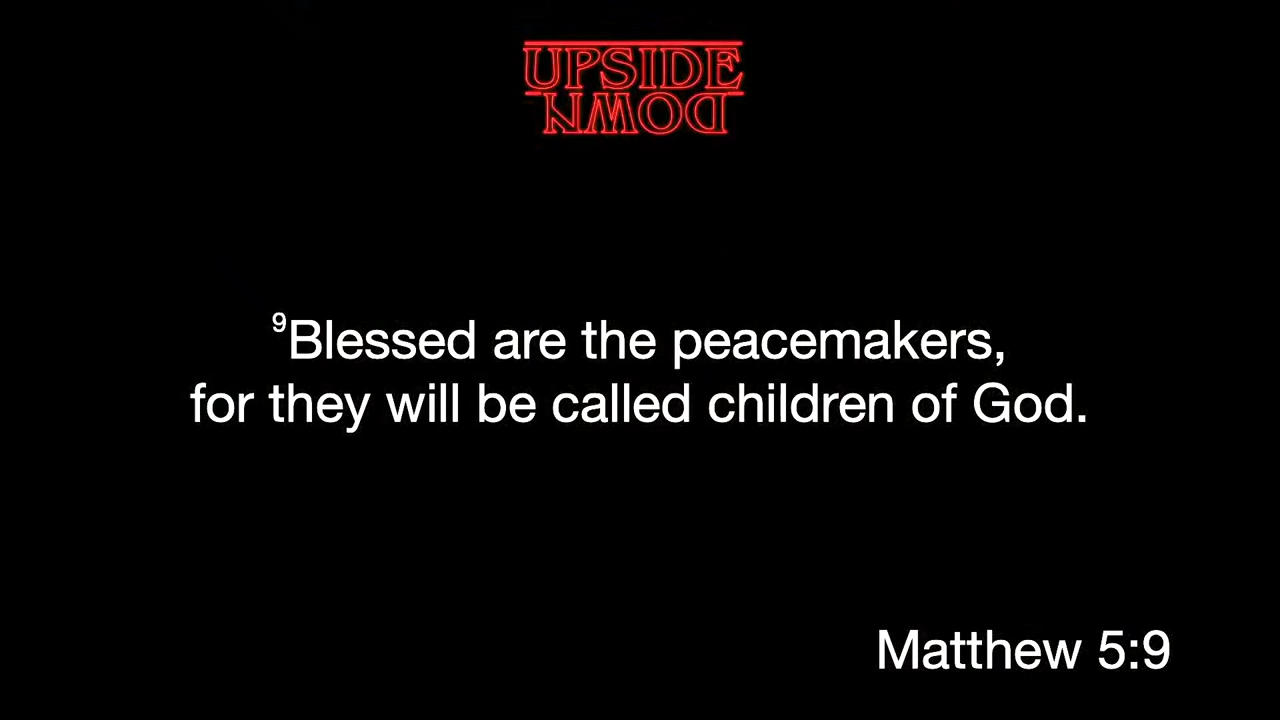 UPSIDE
DOWN
⁹Blessed are the peacemakers,
for they will be called children of God.
Matthew 5:9